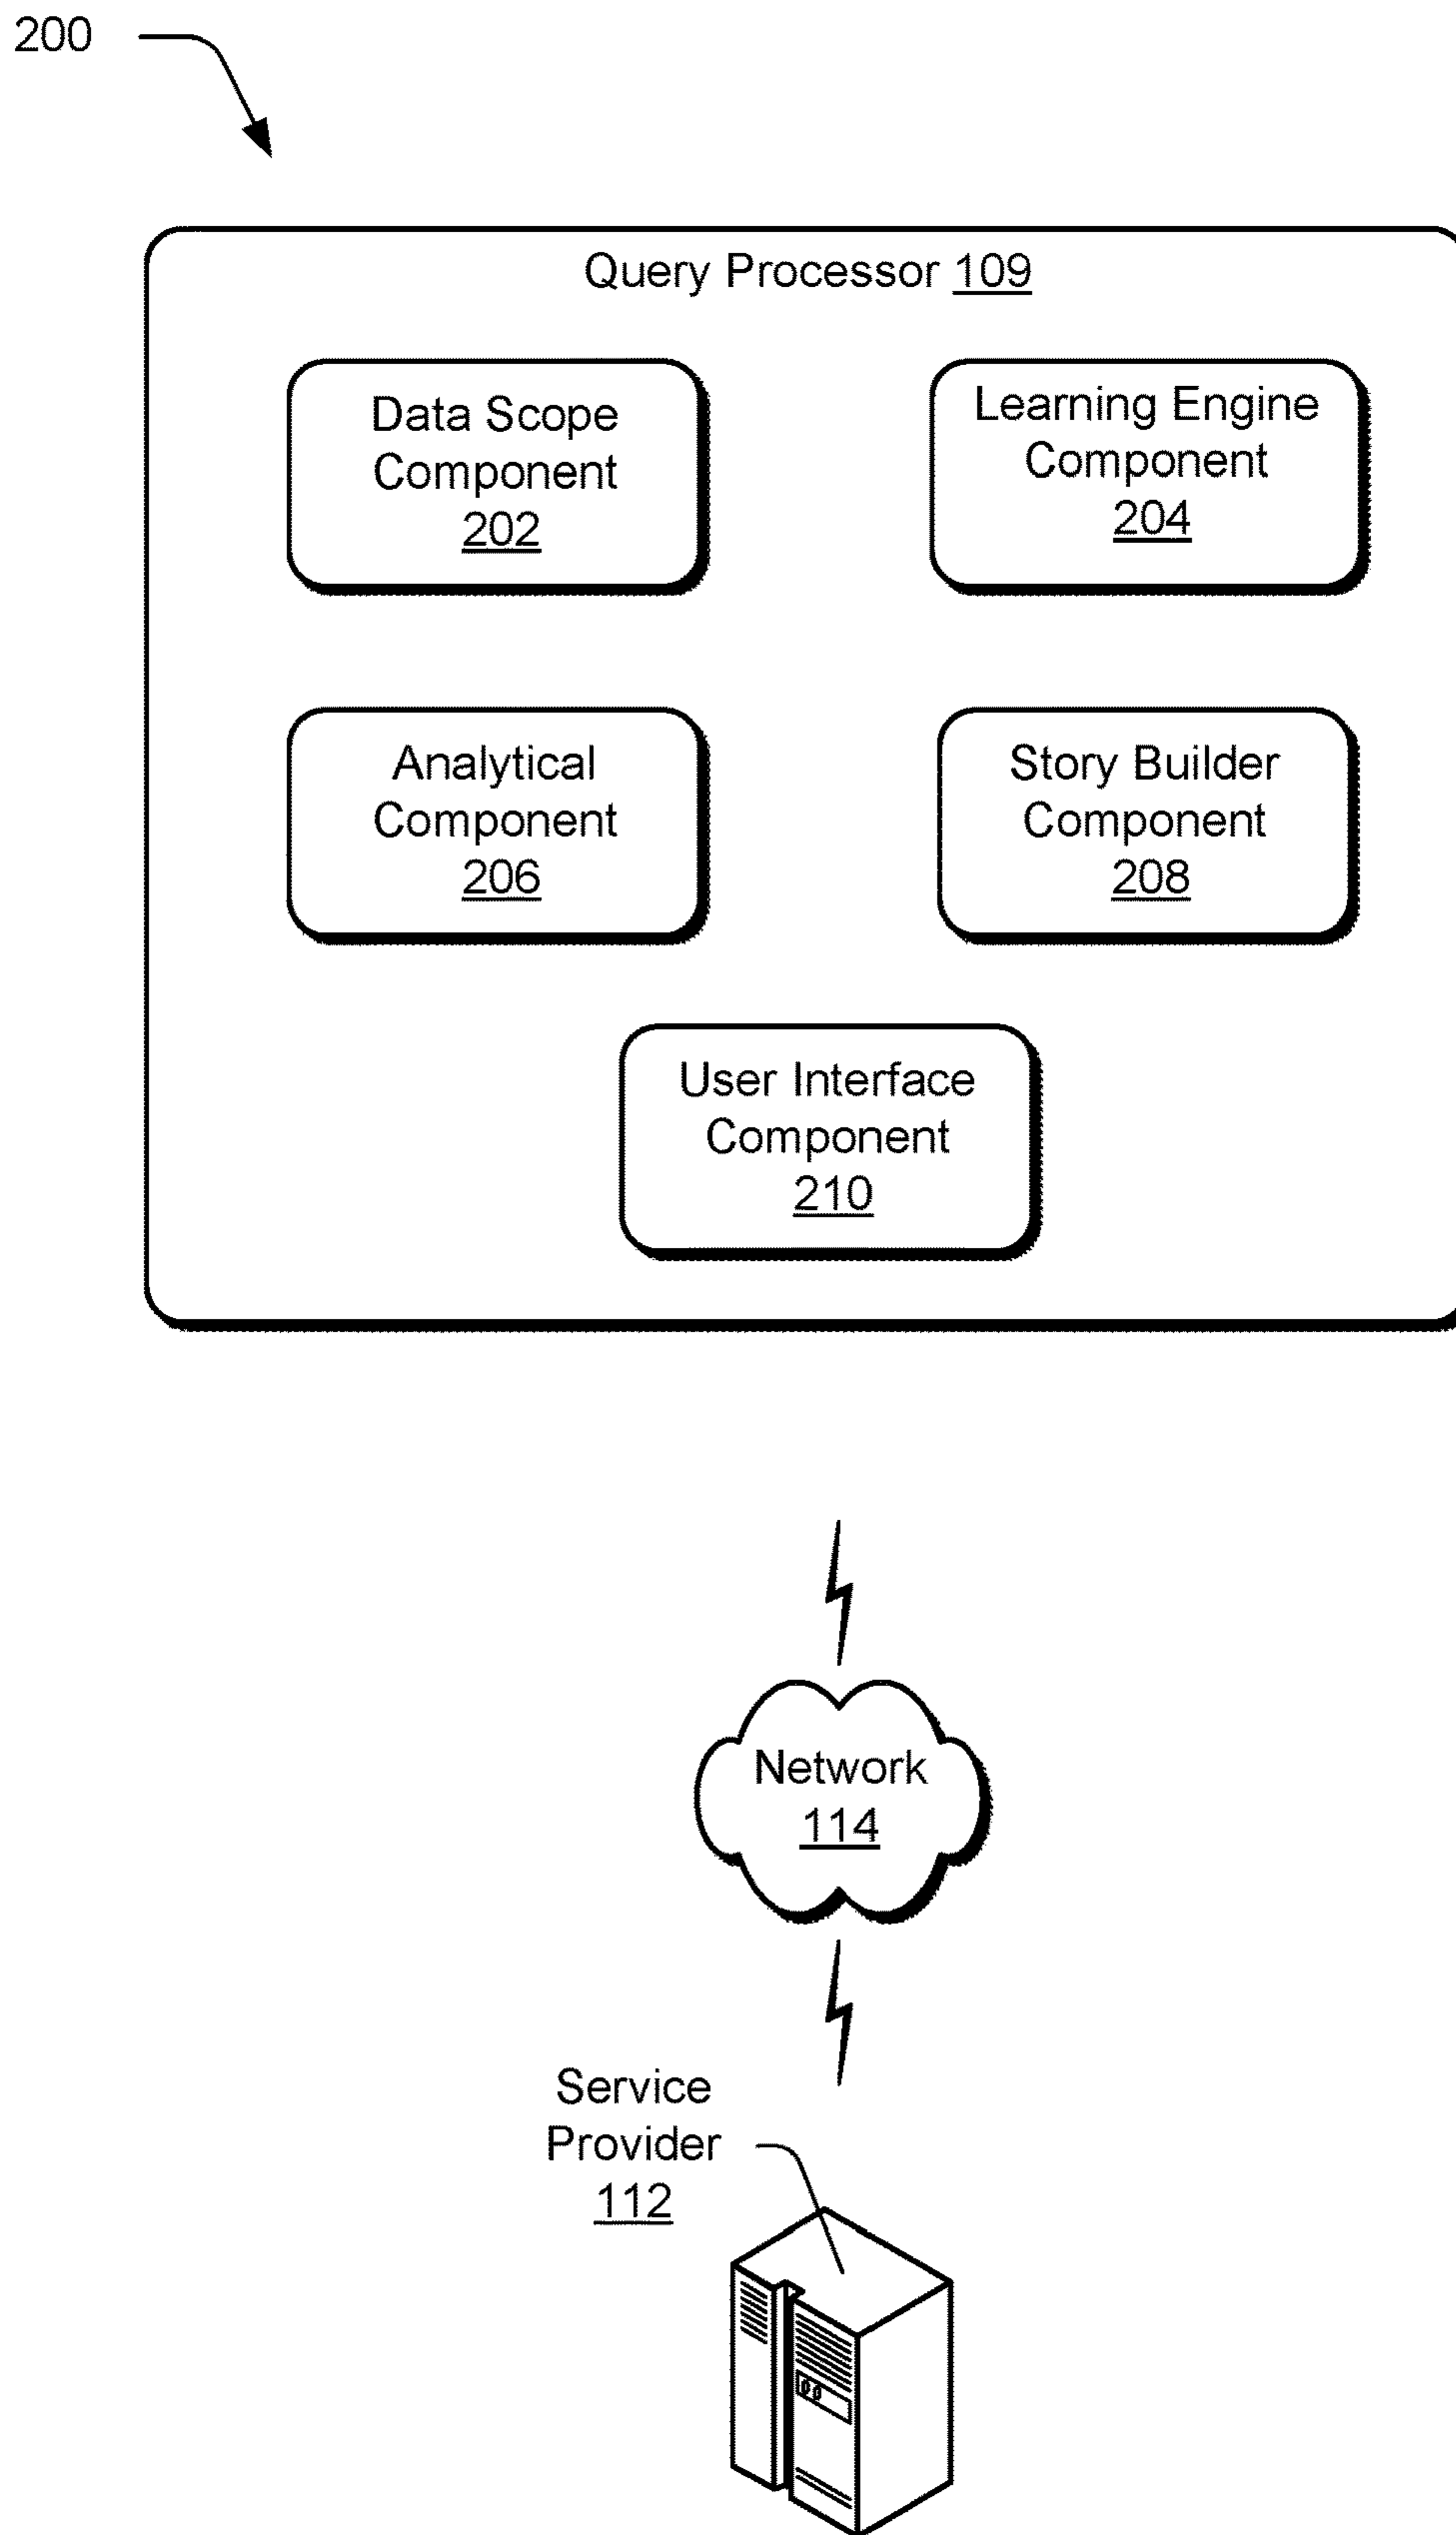 200
Query Processor 109
Data Scope
Component
202
Learning Engine
Component
204
Analytical
Component
206
Story Builder
Component
208
User Interface
Component
210
Network
114
Service
Provider
112